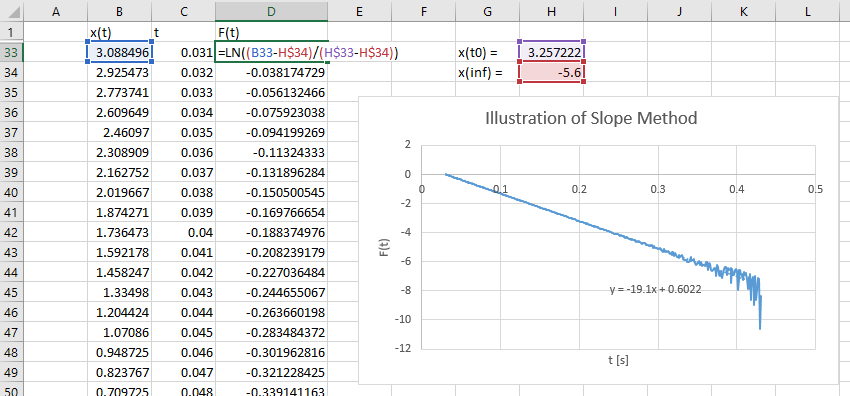 A B C D E F G H I J K L
1 x(t) t F(t)
33 3.088496 0.031 =LN((B33-H$34)/(H$33-H$34)) x(t0) = 3.257222
34 2.925473 0.032 -0.038174729 x(inf) = -5.6
35 2.773741 0.033 -0.056132466
36 2.609649 0.034 -0.075923038
37 2.46097 0.035 -0.094199269
38 2.308909 0.036 -0.11324333
39 2.162752 0.037 -0.131896284
40 2.019667 0.038 -0.150500545
41 1.874271 0.039 -0.169766654
42 1.736473 0.04 -0.188374976
43 1.592178 0.041 -0.208239179
44 1.458247 0.042 -0.227036484
45 1.33498 0.043 -0.244655067
46 1.204424 0.044 -0.263660198
47 1.07086 0.045 -0.283484372
48 0.948725 0.046 -0.301962816
49 0.823767 0.047 -0.321228425
50 0.709725 0.048 -0.339141163
Illustration of Slope Method
2
0
-2
-4
-6
-8
-10
-12
0 0.1 0.2 0.3 0.4 0.5
F(t)
y = -19.1x + 0.6022
t [s]